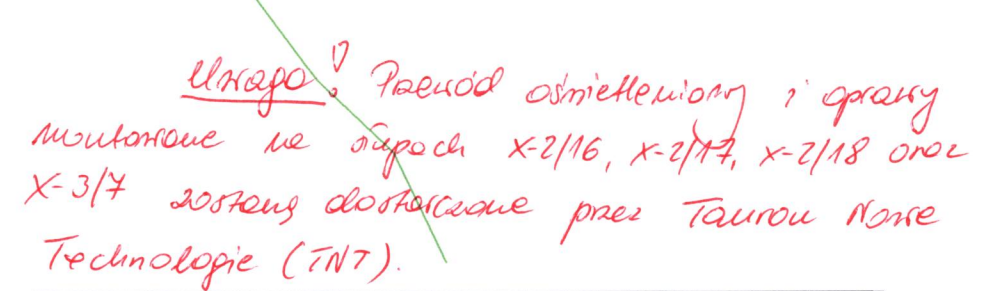 Uwaga! Przewód oświetleniowy i oprawy
montowane na słupach X-2/16, X-2/17, X-2/18 oraz
X-3/7 zostaną dostarczone przez Tauron Nowe
Technologie (TNT).